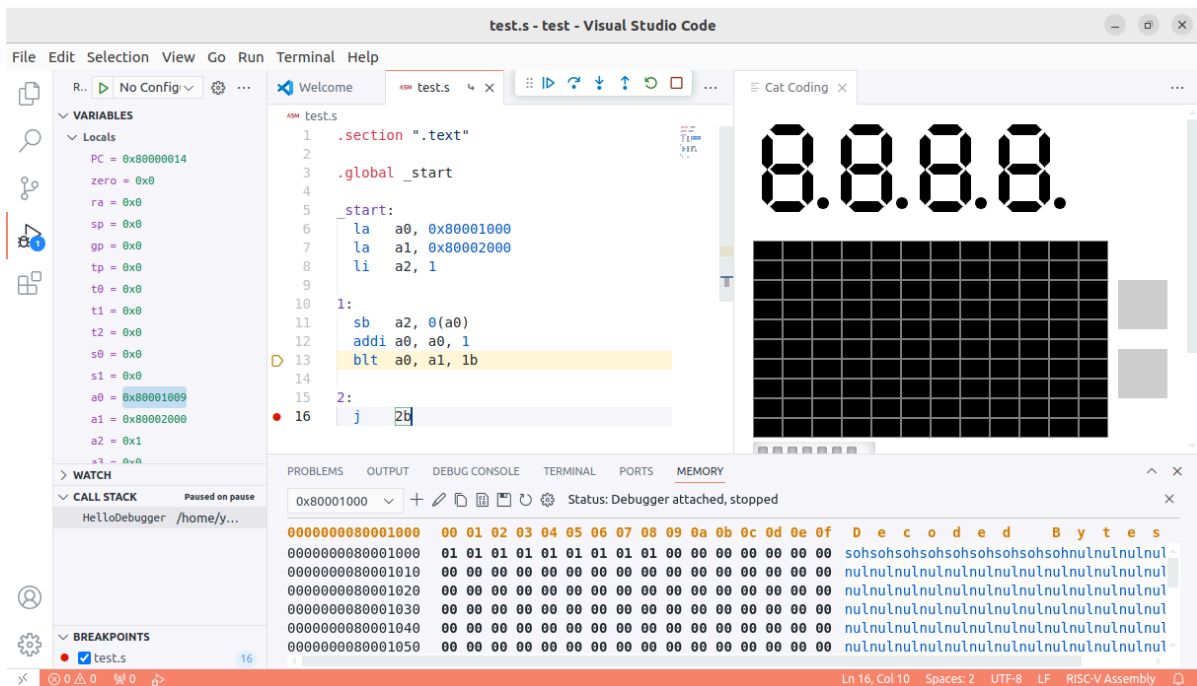 test.s - test - Visual Studio Code
File Edit Selection View Go Run Terminal Help
R.. No Config ···
VARIABLES
Locals
PC = 0x80000014
zero = 0x0
ra = 0x0
sp = 0x0
gp = 0x0
tp = 0x0
t0 = 0x0
t1 = 0x0
t2 = 0x0
s0 = 0x0
s1 = 0x0
a0 = 0x80001009
a1 = 0x80002000
a2 = 0x1
a3 = 0x0
WATCH
CALL STACK Paused on pause
HelloDebugger /home/y...
BREAKPOINTS
test.s 16
1
Welcome ASM test.s ···
ASM test.s
1 .section ".text"
2
3 .global _start
4
5 _start:
6 la a0, 0x80001000
7 la a1, 0x80002000
8 li a2, 1
9
10 1:
11 sb a2, 0(a0)
12 addi a0, a0, 1
13 blt a0, a1, 1b
14
15 2:
16 j 2b
Cat Coding ···
8.8.8.8.
PROBLEMS OUTPUT DEBUG CONSOLE TERMINAL PORTS MEMORY
0x80001000 Status: Debugger attached, stopped
0000000080001000 00 01 02 03 04 05 06 07 08 09 0a 0b 0c 0d 0e 0f Decoded Bytes
0000000080001000 01 01 01 01 01 01 01 01 01 00 00 00 00 00 00 00 sohsohsohsohsohsohsohsohsohnulnulnulnul
0000000080001010 00 00 00 00 00 00 00 00 00 00 00 00 00 00 00 00 nulnulnulnulnulnulnulnulnulnulnulnulnul
0000000080001020 00 00 00 00 00 00 00 00 00 00 00 00 00 00 00 00 nulnulnulnulnulnulnulnulnulnulnulnulnul
0000000080001030 00 00 00 00 00 00 00 00 00 00 00 00 00 00 00 00 nulnulnulnulnulnulnulnulnulnulnulnulnul
0000000080001040 00 00 00 00 00 00 00 00 00 00 00 00 00 00 00 00 nulnulnulnulnulnulnulnulnulnulnulnulnul
0000000080001050 00 00 00 00 00 00 00 00 00 00 00 00 00 00 00 00 nulnulnulnulnulnulnulnulnulnulnulnulnul
0 0 0 Ln 16, Col 10 Spaces: 2 UTF-8 LF RISC-V Assembly